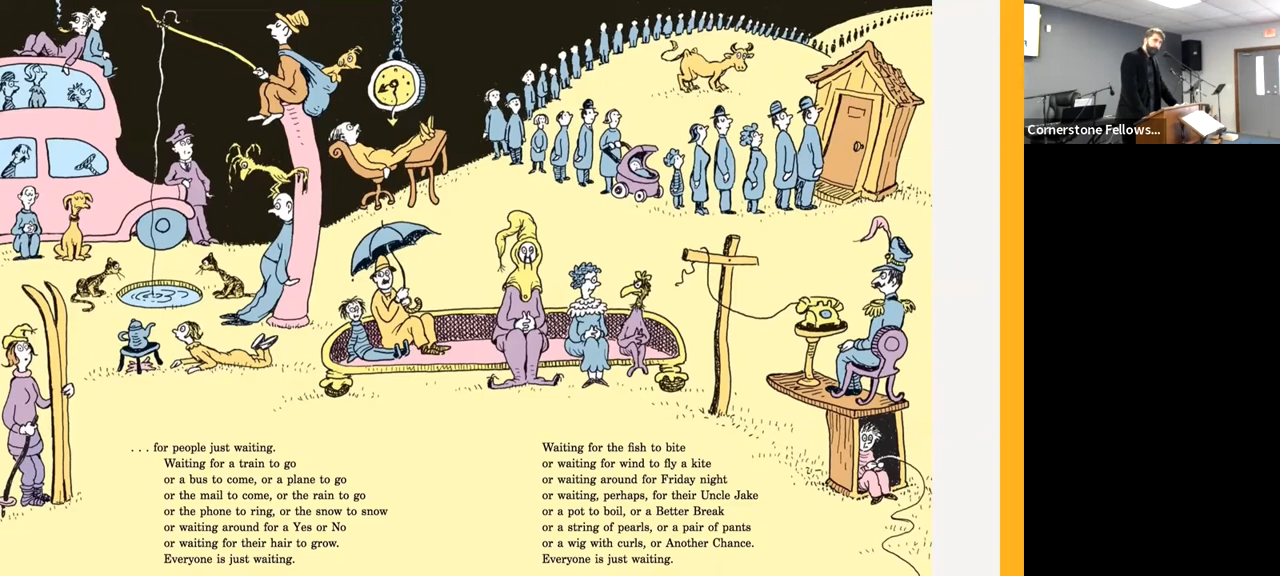 . . . for people just waiting.
Waiting for a train to go
or a bus to come, or a plane to go
or the mail to come, or the rain to go
or the phone to ring, or the snow to snow
or waiting around for a Yes or No
or waiting for their hair to grow.
Everyone is just waiting.
Waiting for the fish to bite
or waiting for wind to fly a kite
or waiting around for Friday night
or waiting, perhaps, for their Uncle Jake
or a pot to boil, or a Better Break
or a string of pearls, or a pair of pants
or a wig with curls, or Another Chance.
Everyone is just waiting.
Cornerstone Fellows...